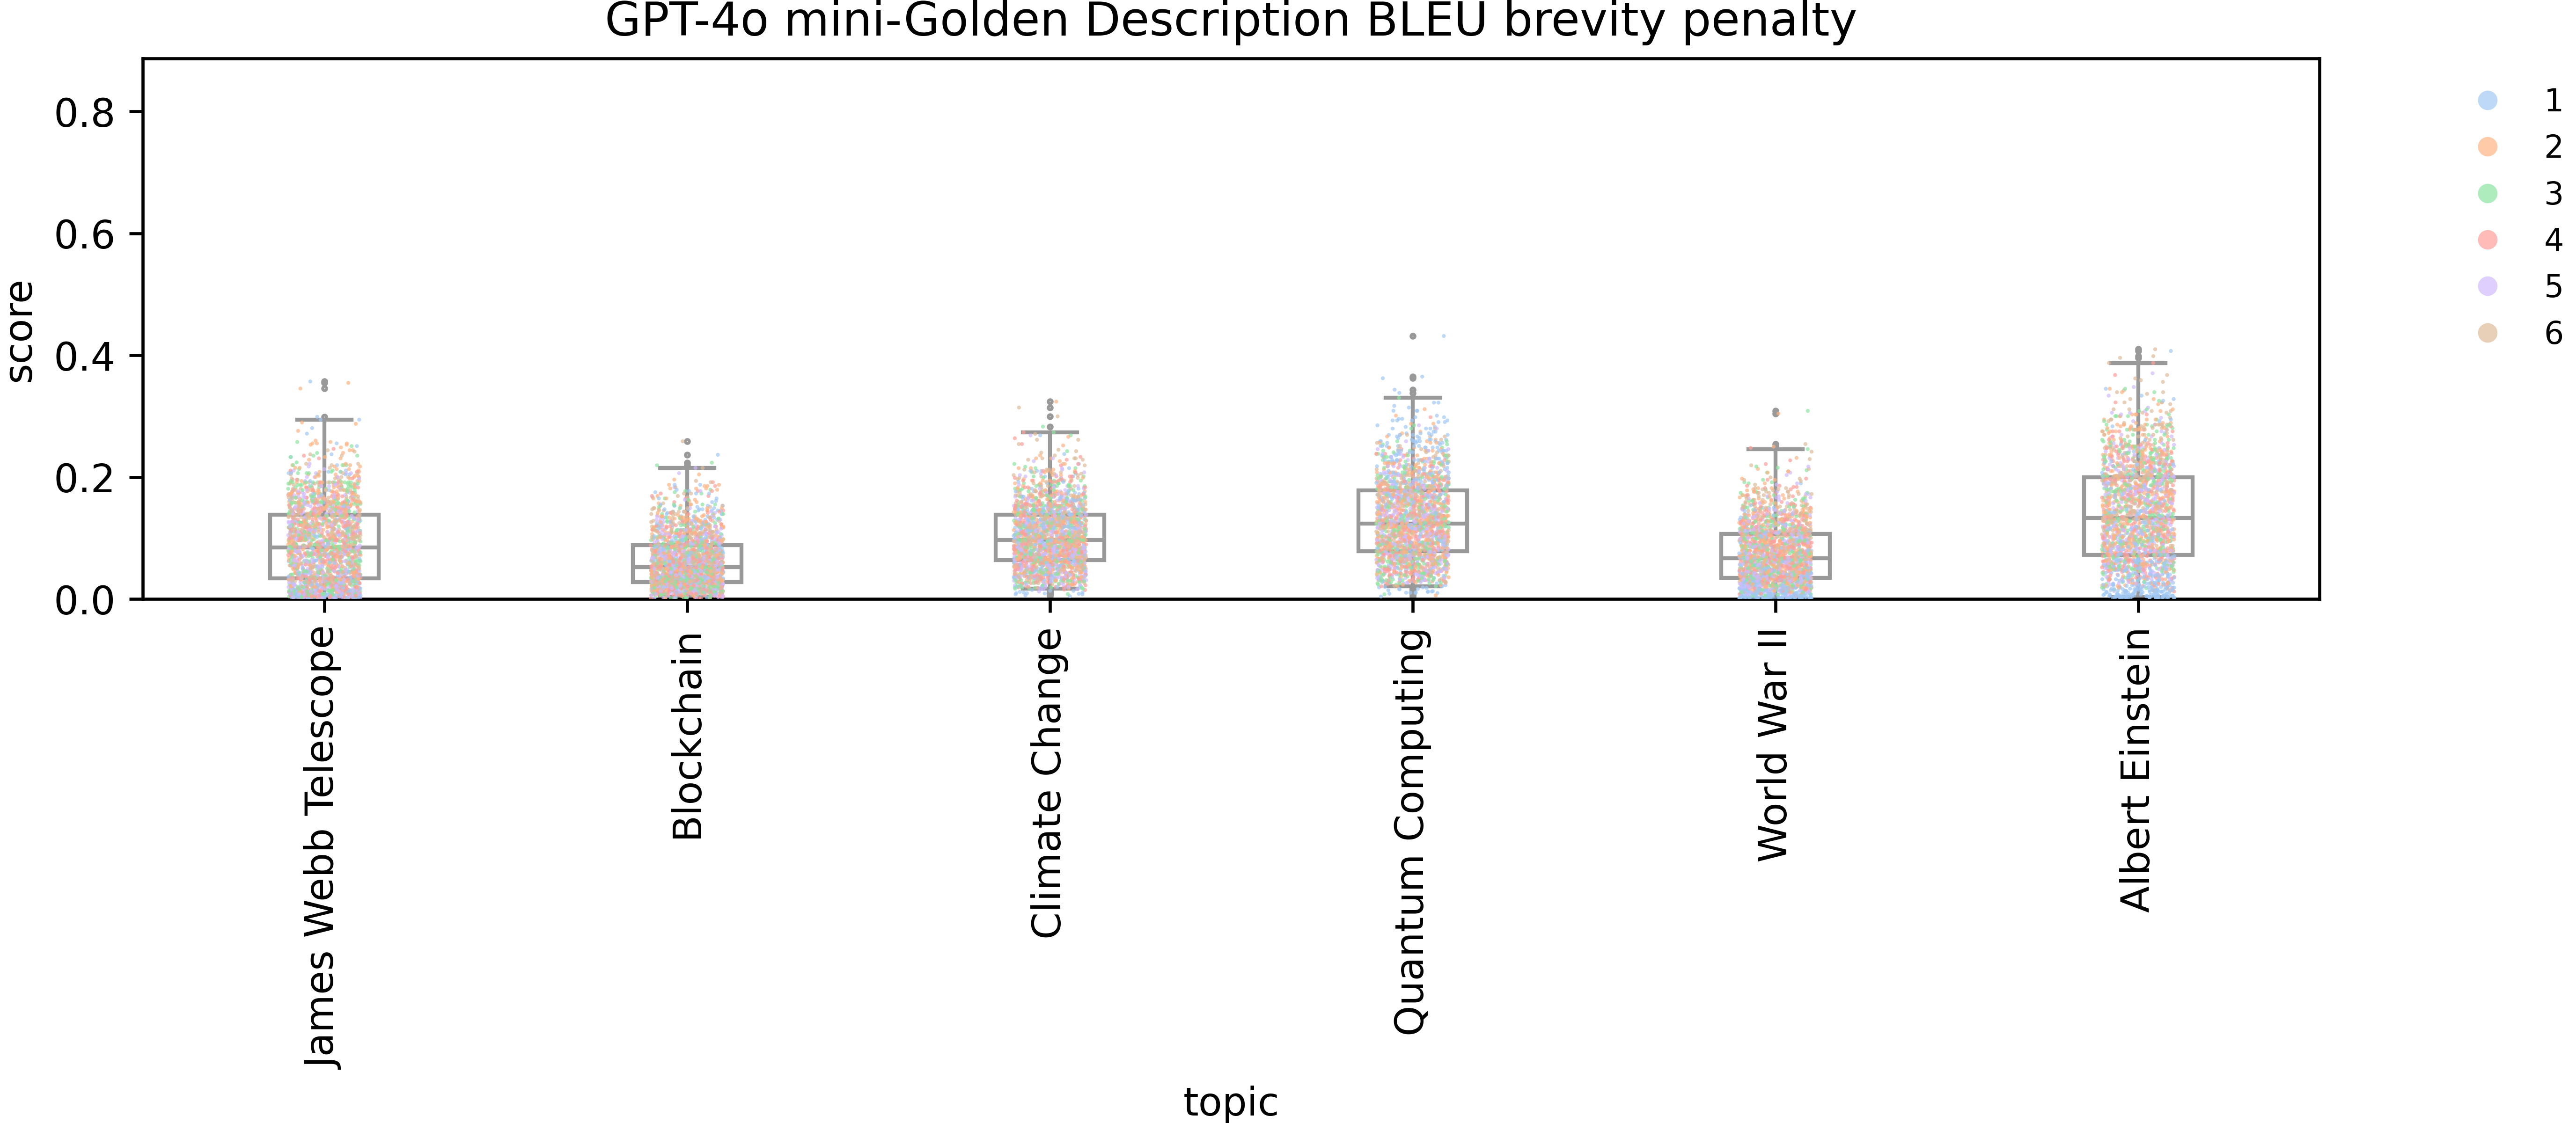 GPT-4o mini-Golden Description BLEU brevity penalty
score
0.8
0.6
0.4
0.2
0.0
1
2
3
4
5
6
James Webb Telescope
Blockchain
Climate Change
Quantum Computing
World War II
Albert Einstein
topic